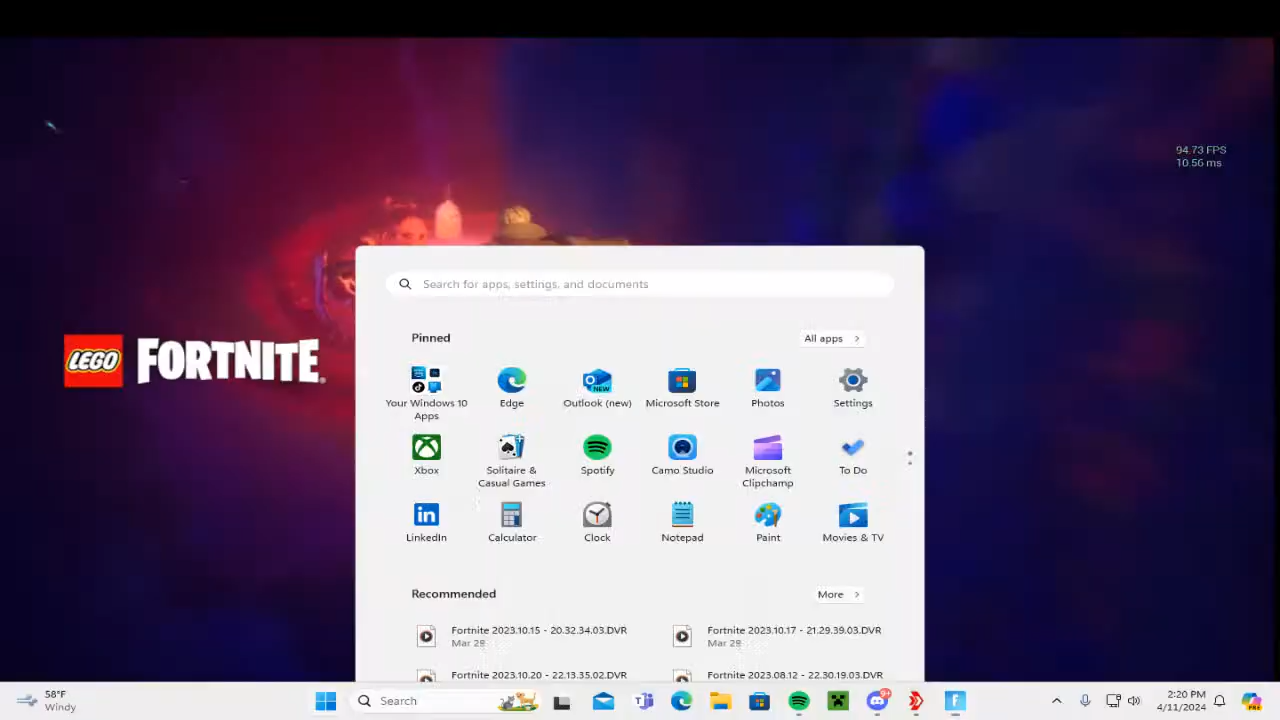 94.73 FPS
10.56 ms
LEGO FORTNITE
Search for apps, settings, and documents
Pinned
All apps
Your Windows 10 Apps
Edge
Outlook (new)
Microsoft Store
Photos
Settings
Xbox
Solitaire & Casual Games
Spotify
Camo Studio
Microsoft Clipchamp
To Do
LinkedIn
Calculator
Clock
Notepad
Paint
Movies & TV
Recommended
More
Fortnite 2023.10.15 - 20.32.34.03.DVR
Mar 28
Fortnite 2023.10.17 - 21.29.39.03.DVR
Mar 28
Fortnite 2023.10.20 - 22.13.35.02.DVR
Fortnite 2023.08.12 - 22.30.19.03.DVR
58°F
Windy
Search
2:20 PM
4/11/2024